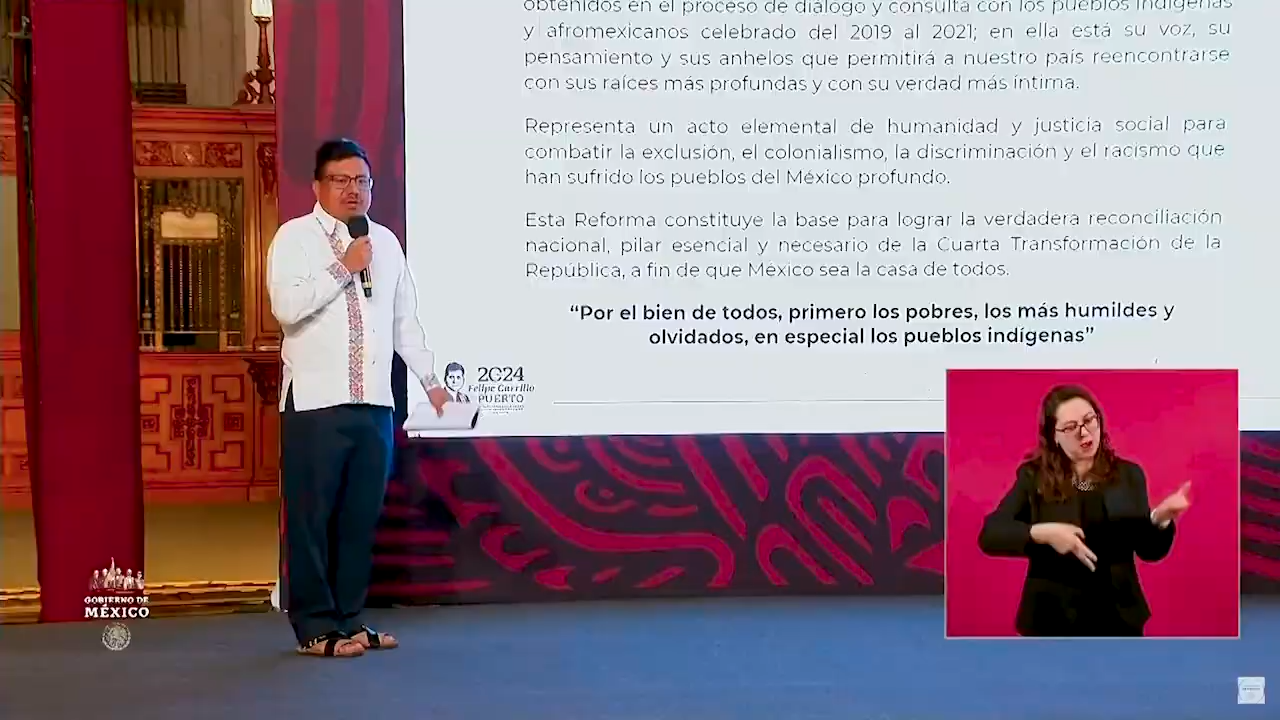 obtenidos en el proceso de diálogo y consulta con los pueblos indígenas
y afromexicanos celebrado del 2019 al 2021; en ella está su voz, su
pensamiento y sus anhelos que permitirá a nuestro país reencontrarse
con sus raíces más profundas y con su verdad más íntima.
Representa un acto elemental de humanidad y justicia social para
combatir la exclusión, el colonialismo, la discriminación y el racismo que
han sufrido los pueblos del México profundo.
Esta Reforma constituye la base para lograr la verdadera reconciliación
nacional, pilar esencial y necesario de la Cuarta Transformación de la
República a fin de que México sea la casa de todos.
“Por el bien de todos, primero los pobres, los más humildes y
olvidados, en especial los pueblos indígenas”
2024
Felipe Carrillo
PUERTO
GOBIERNO DE
MÉXICO